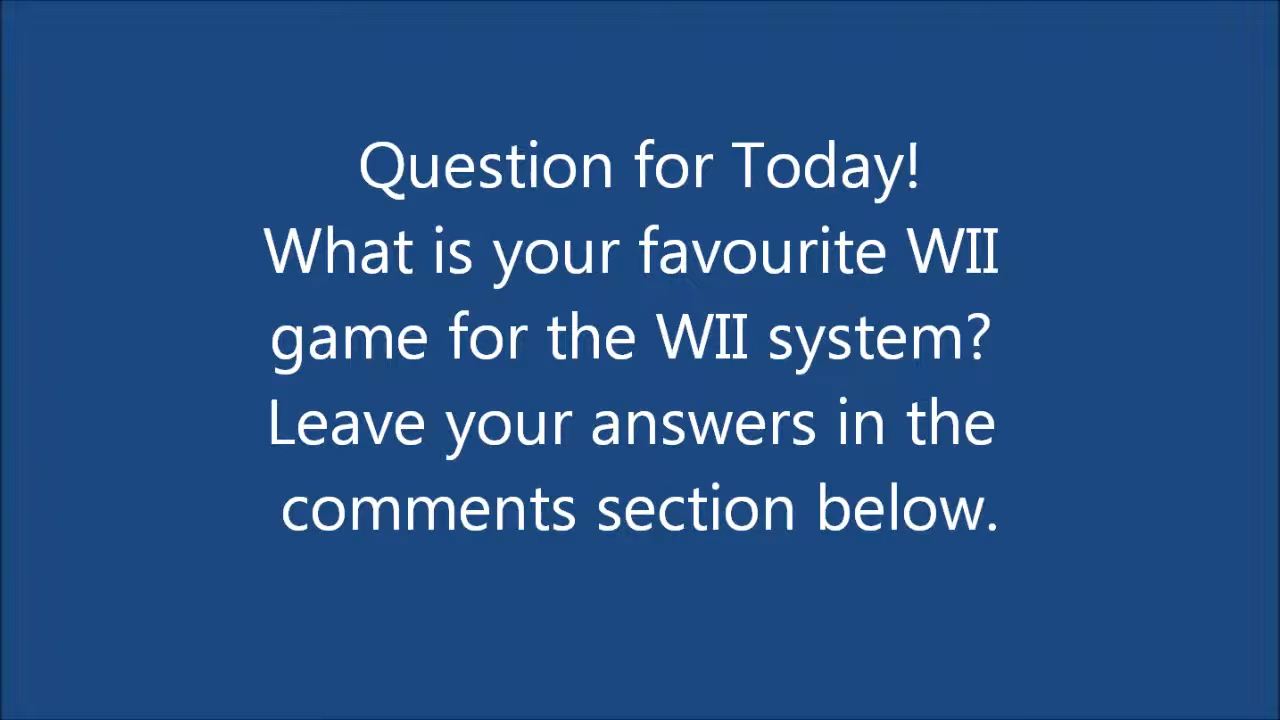 Question for Today!
What is your favourite WII
game for the WII system?
Leave your answers in the
comments section below.